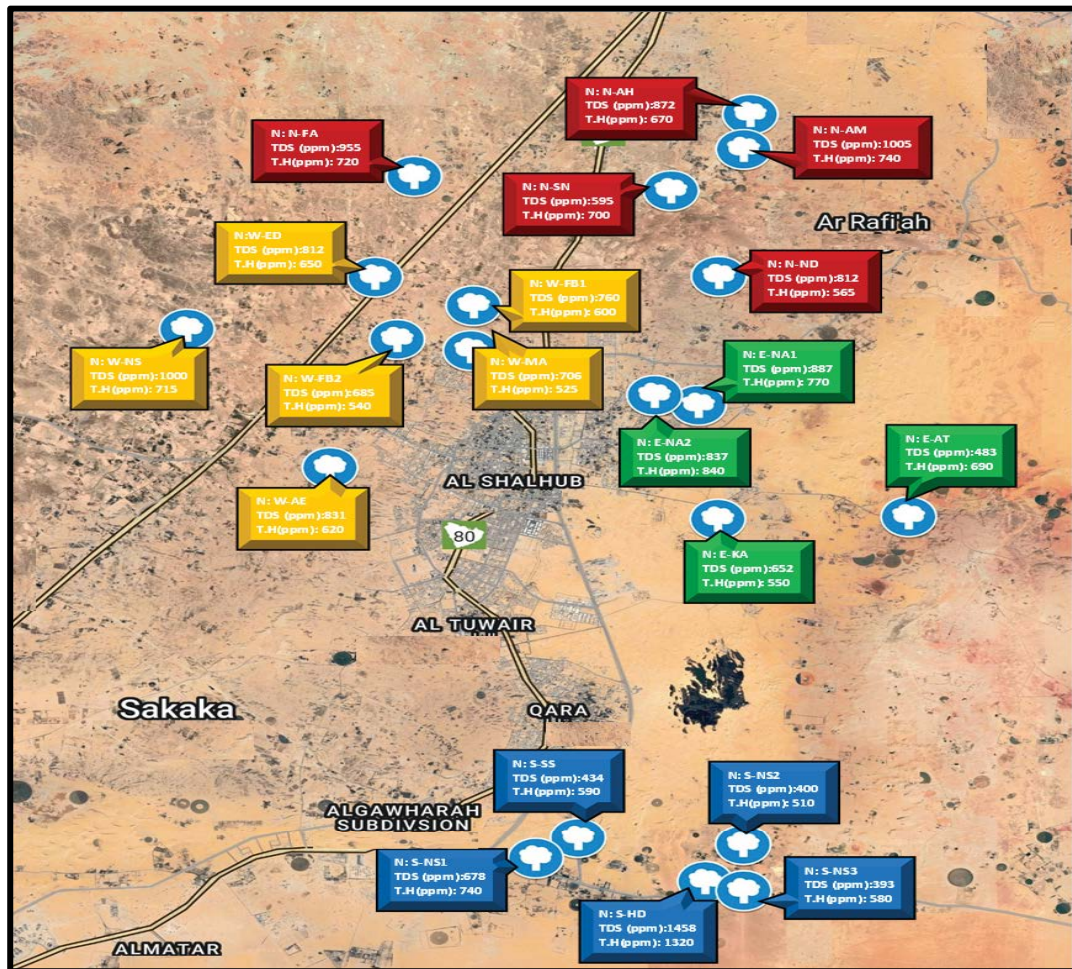 N: N-AH
TDS (ppm):872
T.H(ppm): 670
N: N-FA
TDS (ppm):955
T.H(ppm): 720
N: N-AM
TDS (ppm):1005
T.H(ppm): 740
N: N-SN
TDS (ppm):595
T.H(ppm): 700
Ar Rafi'ah
N:W-ED
TDS (ppm):812
T.H(ppm): 650
N: N-ND
TDS (ppm):812
T.H(ppm): 565
N: W-FB1
TDS (ppm):760
T.H(ppm): 600
N: W-NS
TDS (ppm):1000
T.H(ppm): 715
N: W-FB2
TDS (ppm):685
T.H(ppm): 540
N: W-MA
TDS (ppm):706
T.H(ppm): 525
N: E-NA1
TDS (ppm):887
T.H(ppm): 770
N: E-NA2
TDS (ppm):837
T.H(ppm): 840
N: E-AT
TDS (ppm):483
T.H(ppm): 690
AL SHALHUB
N: W-AE
TDS (ppm):831
T.H(ppm): 620
80
N: E-KA
TDS (ppm):652
T.H(ppm): 550
AL TUWAIR
Sakaka
QARA
N: S-SS
TDS (ppm):434
T.H(ppm): 590
N: S-NS2
TDS (ppm):400
T.H(ppm): 510
ALGAWHARAH
SUBDIVSION
N: S-NS1
TDS (ppm):678
T.H(ppm): 740
N: S-NS3
TDS (ppm):393
T.H(ppm): 580
N: S-HD
TDS (ppm):1458
T.H(ppm): 1320
ALMATAR